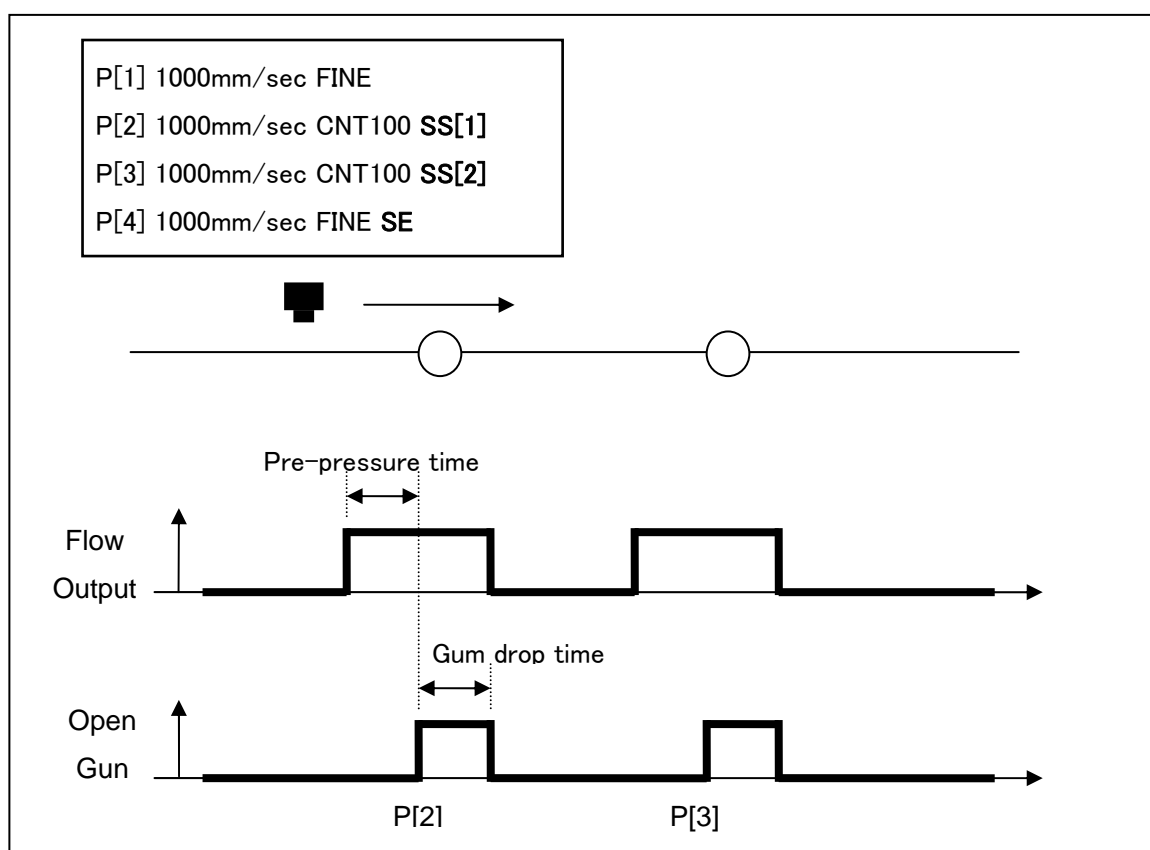 P[1] 1000mm/sec FINE
P[2] 1000mm/sec CNT100 SS[1]
P[3] 1000mm/sec CNT100 SS[2]
P[4] 1000mm/sec FINE SE
Pre-pressure time
Flow
Output
Gum drop time
Open
Gun
P[2]
P[3]